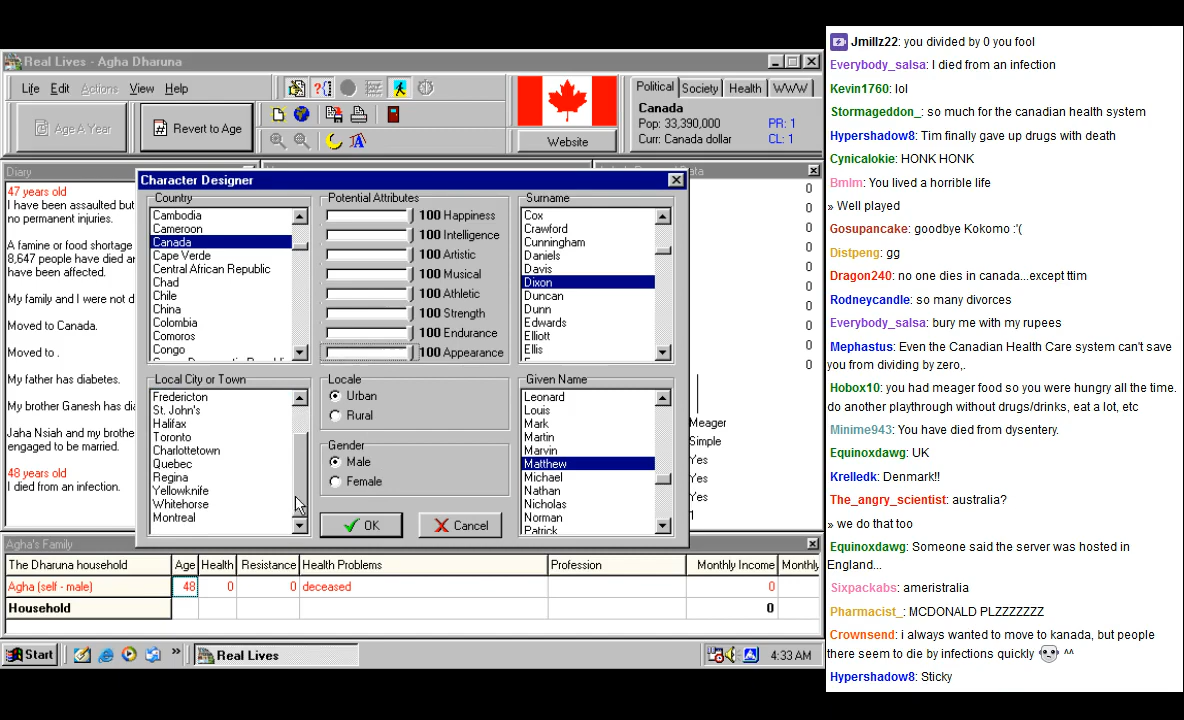 Real Lives - Agha Dharuna
Life Edit Actions View Help
Age A Year
Revert to Age
Website
Political Society Health WWW
Canada
Pop: 33,390,000 PR: 1
Curr: Canada dollar CL: 1
Diary
47 years old
I have been assaulted but
no permanent injuries.
A famine or food shortage
8,647 people have died ar
have been affected.
My family and I were not d
Moved to Canada.
Moved to .
My father has diabetes.
My brother Ganesh has dia
Jaha Nsiah and my brothe
engaged to be married.
48 years old
I died from an infection.
Character Designer
Country
Cambodia
Cameroon
Canada
Cape Verde
Central African Republic
Chad
Chile
China
Colombia
Comoros
Congo
Potential Attributes
100 Happiness
100 Intelligence
100 Artistic
100 Musical
100 Athletic
100 Strength
100 Endurance
100 Appearance
Surname
Cox
Crawford
Cunningham
Daniels
Davis
Dixon
Duncan
Dunn
Edwards
Elliott
Ellis
Local City or Town
Fredericton
St. John's
Halifax
Toronto
Charlottetown
Quebec
Regina
Yellowknife
Whitehorse
Montreal
Locale
Urban
Rural
Gender
Male
Female
OK
Cancel
Given Name
Leonard
Louis
Mark
Martin
Marvin
Matthew
Michael
Nathan
Nicholas
Norman
Patrick
0
0
0
0
0
0
0
0
0
0
Meager
Simple
Yes
Yes
Yes
1
Agha's Family
The Dharuna household Age Health Resistance Health Problems Profession Monthly Income Monthly
Agha (self - male) 48 0 0 deceased 0
Household 0
Start » Real Lives 4:33 AM
Jmillz22: you divided by 0 you fool
Everybody_salsa: I died from an infection
Kevin1760: lol
Stormageddon_: so much for the canadian health system
Hypershadow8: Tim finally gave up drugs with death
Cynicalokie: HONK HONK
Bmlm: You lived a horrible life
» Well played
Gosupancake: goodbye Kokomo :'(
Distpeng: gg
Dragon240: no one dies in canada...except ttim
Rodneycandle: so many divorces
Everybody_salsa: bury me with my rupees
Mephastus: Even the Canadian Health Care system can't save
you from dividing by zero,.
Hobox10: you had meager food so you were hungry all the time.
do another playthrough without drugs/drinks, eat a lot, etc
Minime943: You have died from dysentery.
Equinoxdawg: UK
Krelledk: Denmark!!
The_angry_scientist: australia?
» we do that too
Equinoxdawg: Someone said the server was hosted in
England...
Sixpackabs: ameristralia
Pharmacist_: MCDONALD PLZZZZZZZ
Crownsend: i always wanted to move to kanada, but people
there seem to die by infections quickly ^^
Hypershadow8: Sticky